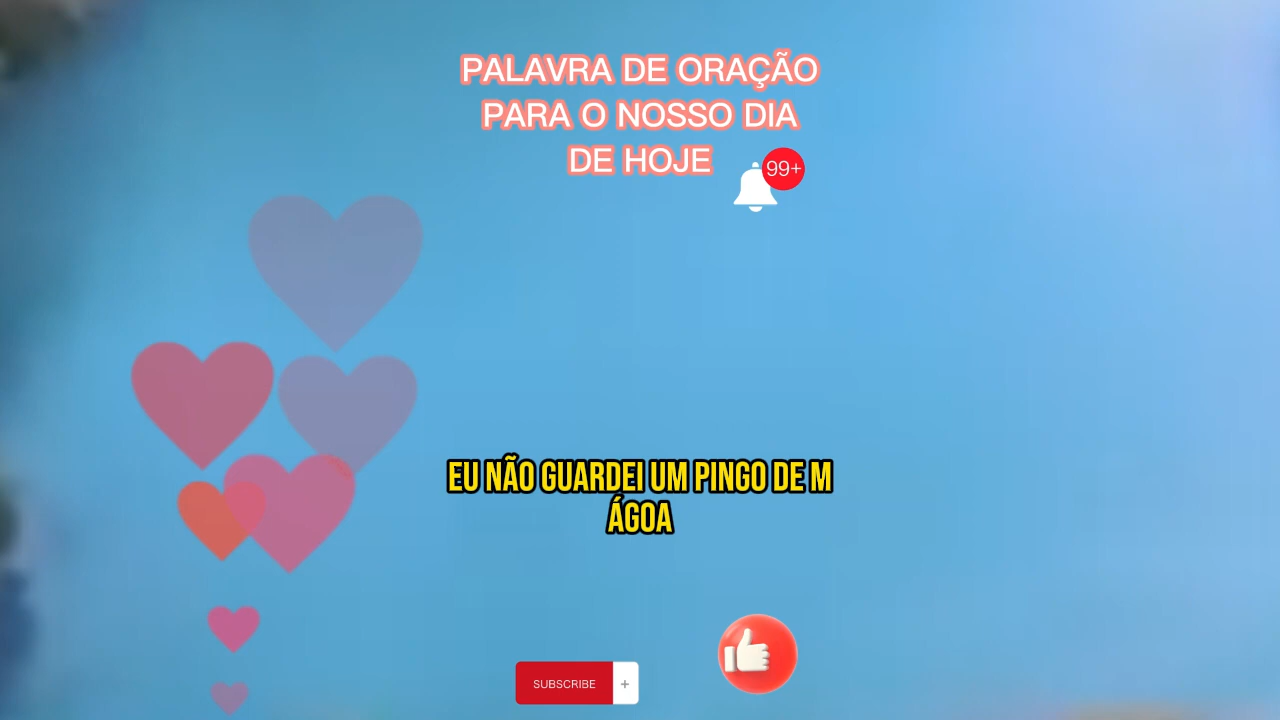 PALAVRA DE ORAÇÃO
PARA O NOSSO DIA
DE HOJE
99+
EU NÃO GUARDEI UM PINGO DE M
ÁGOA
SUBSCRIBE +